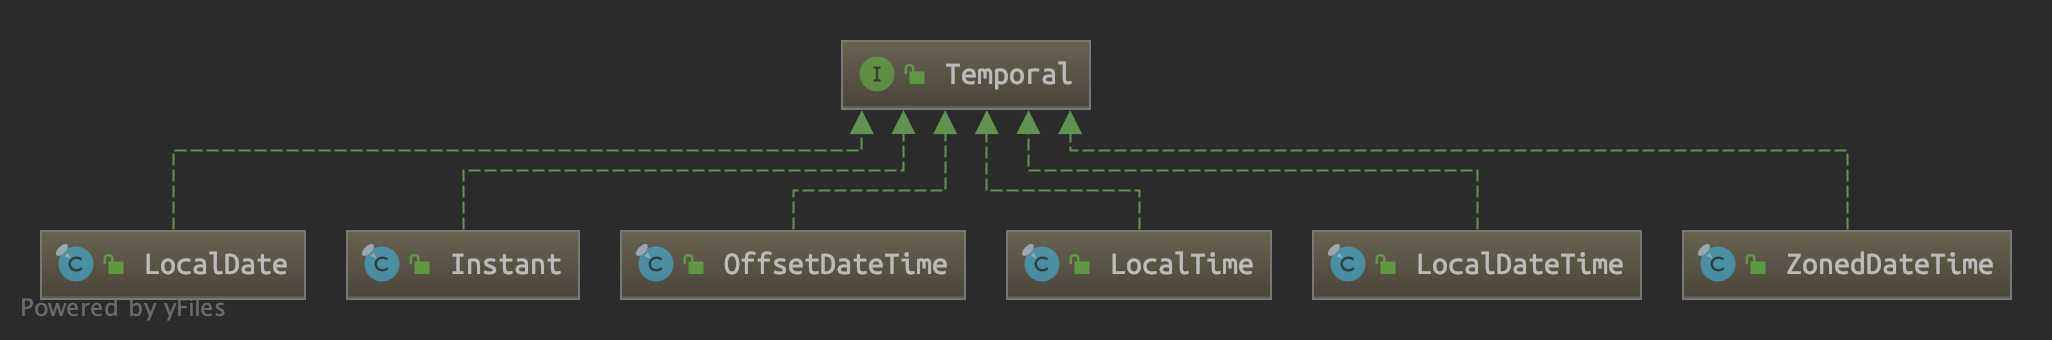 I Temporal
C LocalDate
C Instant
C OffsetDateTime
C LocalTime
C LocalDateTime
C ZonedDateTime
Powered by yFiles